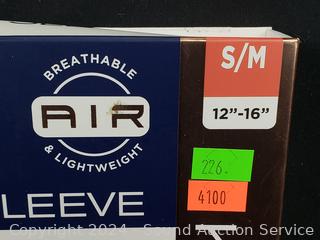 BREATHABLE
AIR
& LIGHTWEIGHT
S/M
12"-16"
226.
4100
LEEVE
Copyright 2024 - Sound Auction Service